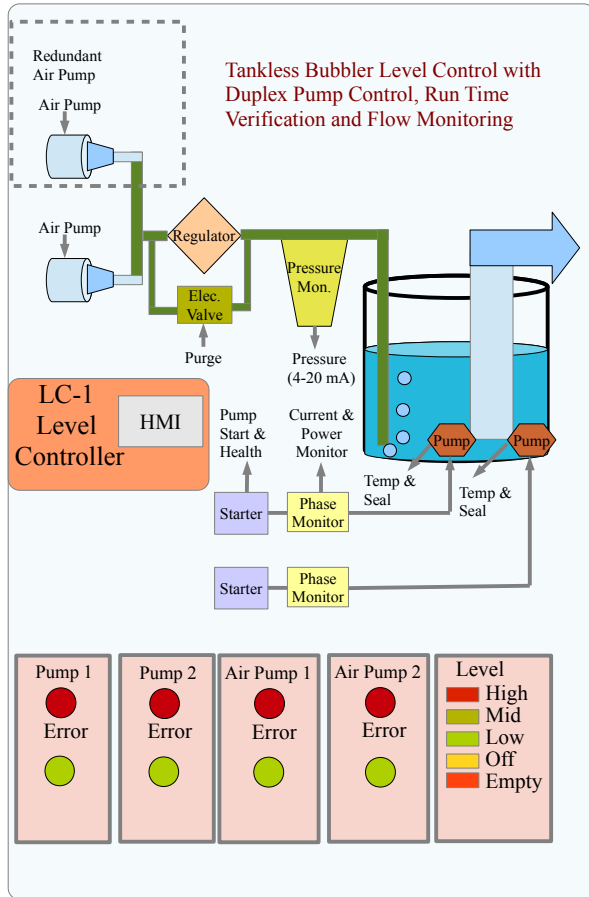 Redundant
Air Pump
Air Pump
Tankless Bubbler Level Control with
Duplex Pump Control, Run Time
Verification and Flow Monitoring
Air Pump
Regulator
Pressure
Mon.
Elec.
Valve
Purge
Pressure
(4-20 mA)
LC-1
Level
Controller
HMI
Pump
Start &
Health
Current &
Power
Monitor
Pump
Pump
Temp &
Seal
Temp &
Seal
Starter
Phase
Monitor
Starter
Phase
Monitor
Pump 1
Error
Pump 2
Error
Air Pump 1
Error
Air Pump 2
Error
Level
High
Mid
Low
Off
Empty